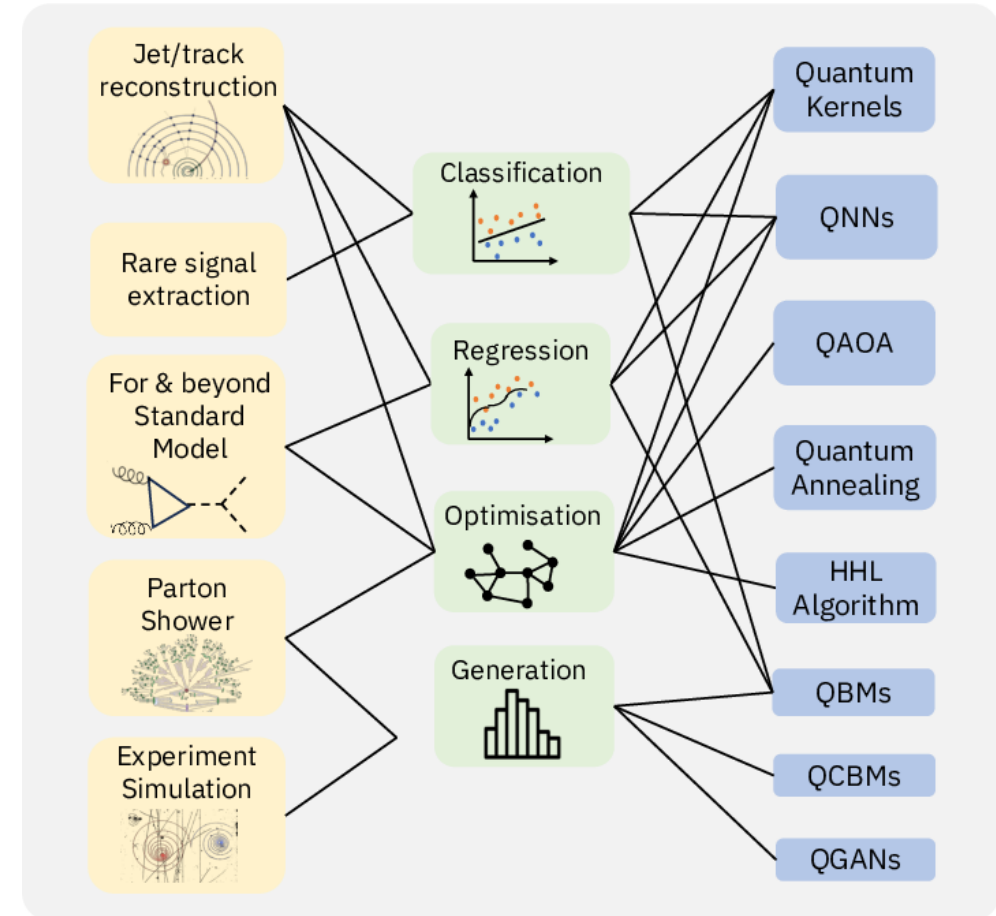 Jet/track
reconstruction
Rare signal
extraction
For & beyond
Standard
Model
Parton
Shower
Experiment
Simulation
Classification
Regression
Optimisation
Generation
Quantum
Kernels
QNNs
QAOA
Quantum
Annealing
HHL
Algorithm
QBMs
QCBMs
QGANs